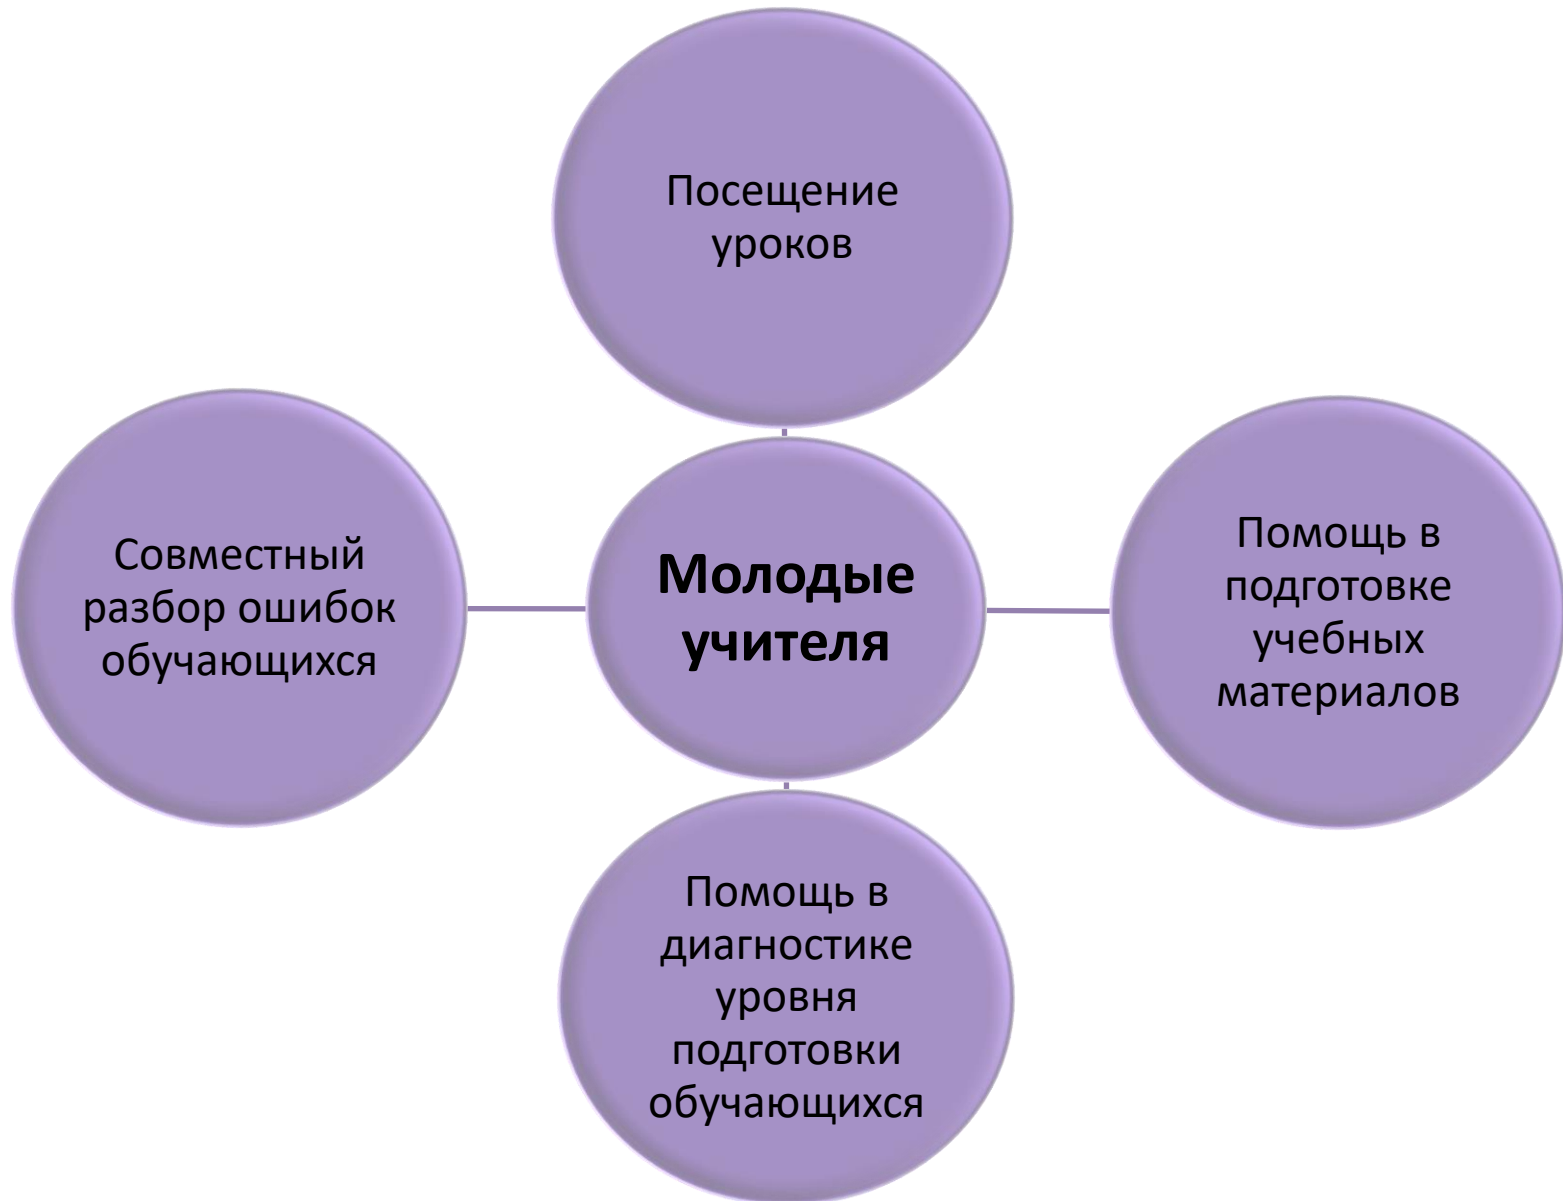 Посещение
уроков
Совместный
разбор ошибок
обучающихся
Молодые
учителя
Помощь в
подготовке
учебных
материалов
Помощь в
диагностике
уровня
подготовки
обучающихся